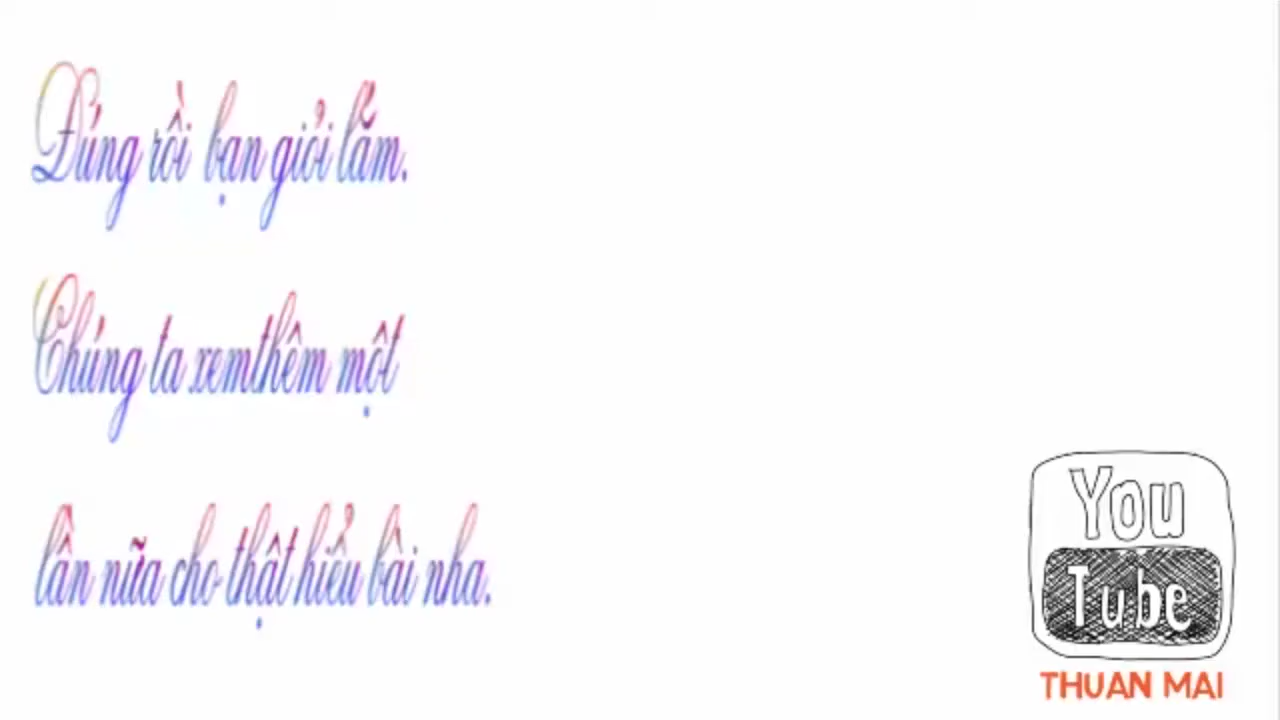 Đúng rồi bạn giỏi lắm.
Chúng ta xemthêm một
lần nữa cho thật hiểu bài nha.
You
Tube
THUAN MAI